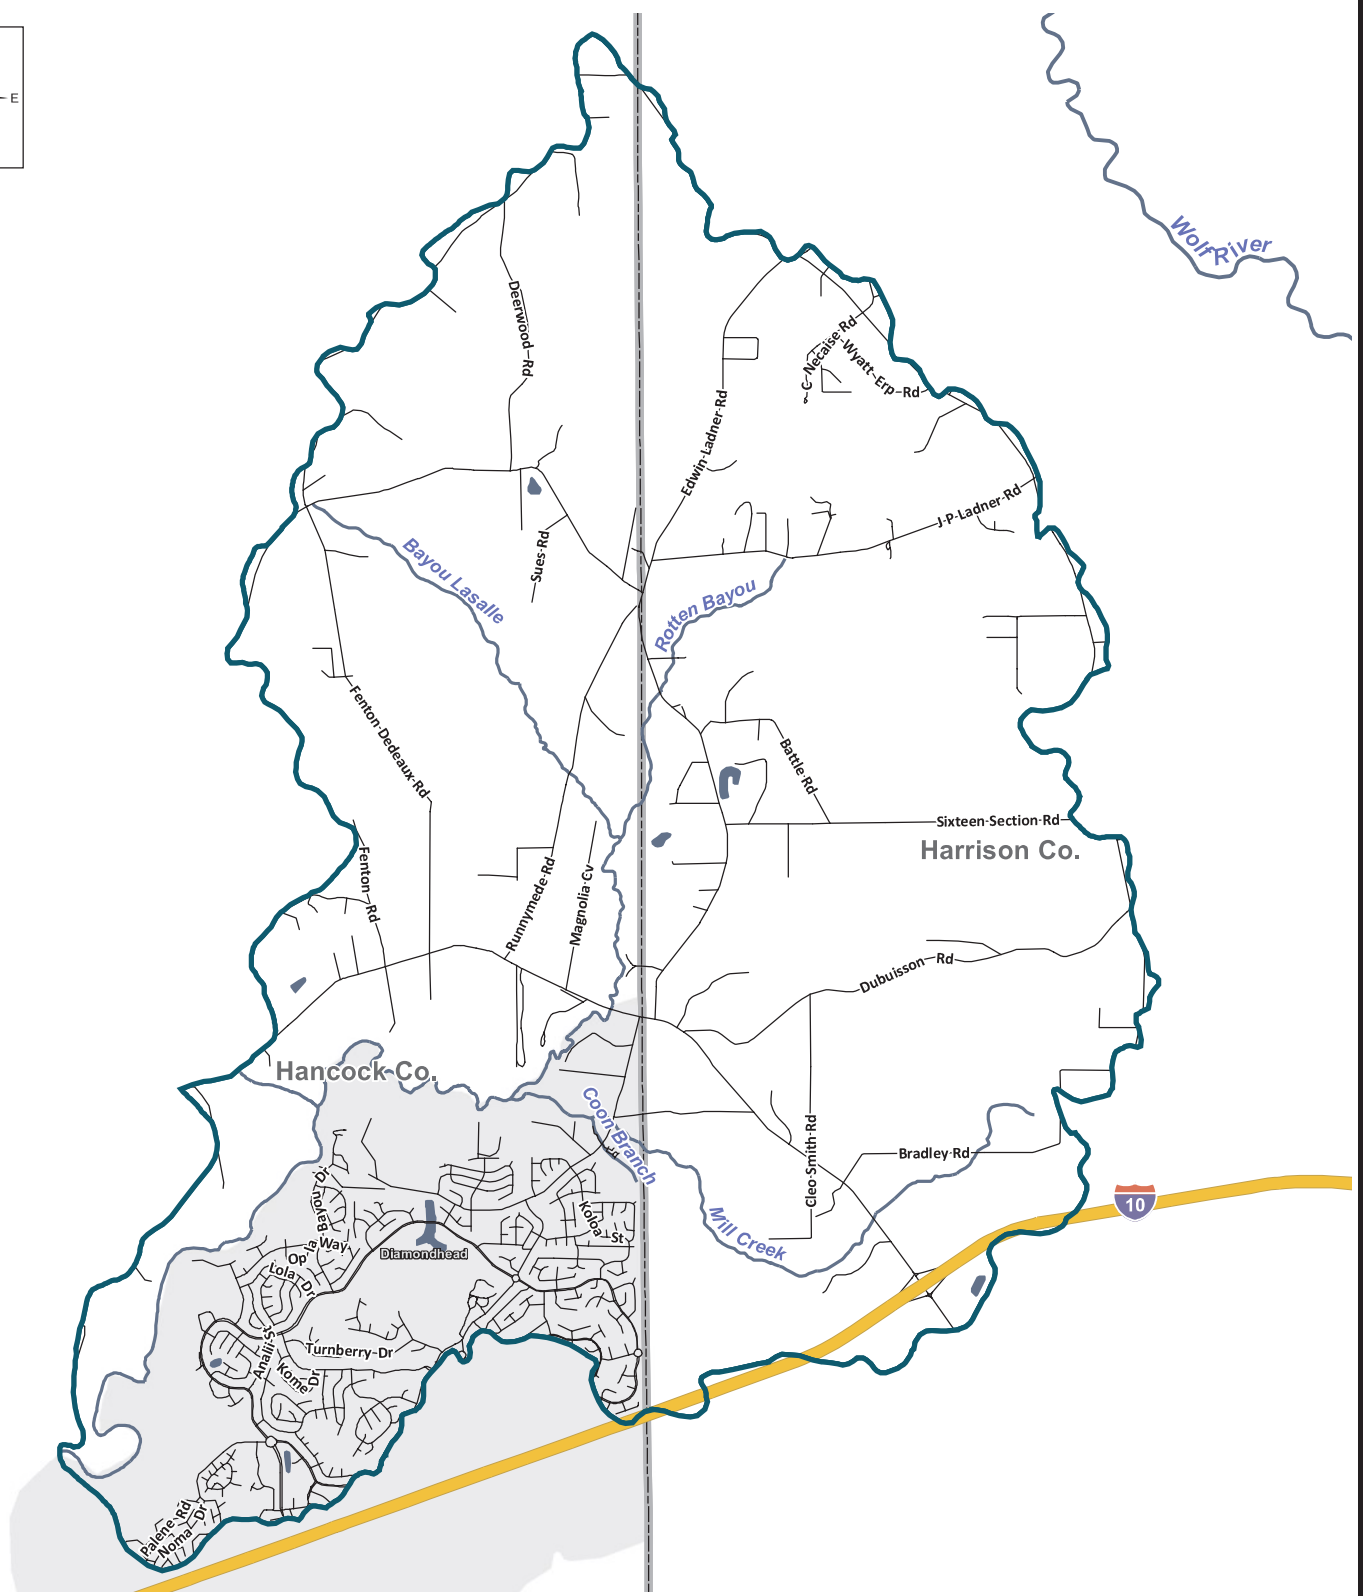 E
Wolf River
Deerwood Rd
C Necaise Rd
Wyatt Erp Rd
Edwin Ladner Rd
J P Ladner Rd
Sues Rd
Bayou Lasalle
Rotten Bayou
Fenton Dedeaux Rd
Battle Rd
Sixteen Section Rd
Harrison Co.
Fenton Rd
Runnymede Rd
Magnolia Cv
Dubuisson Rd
Hancock Co.
Coon Branch
Cleo Smith Rd
Bradley Rd
10
Bayou Dr
Koloa St
Mill Creek
Diamondhead
Lola Dr
Turnberry Dr
Analii St
Kome Dr
Palene Rd
Noma Dr